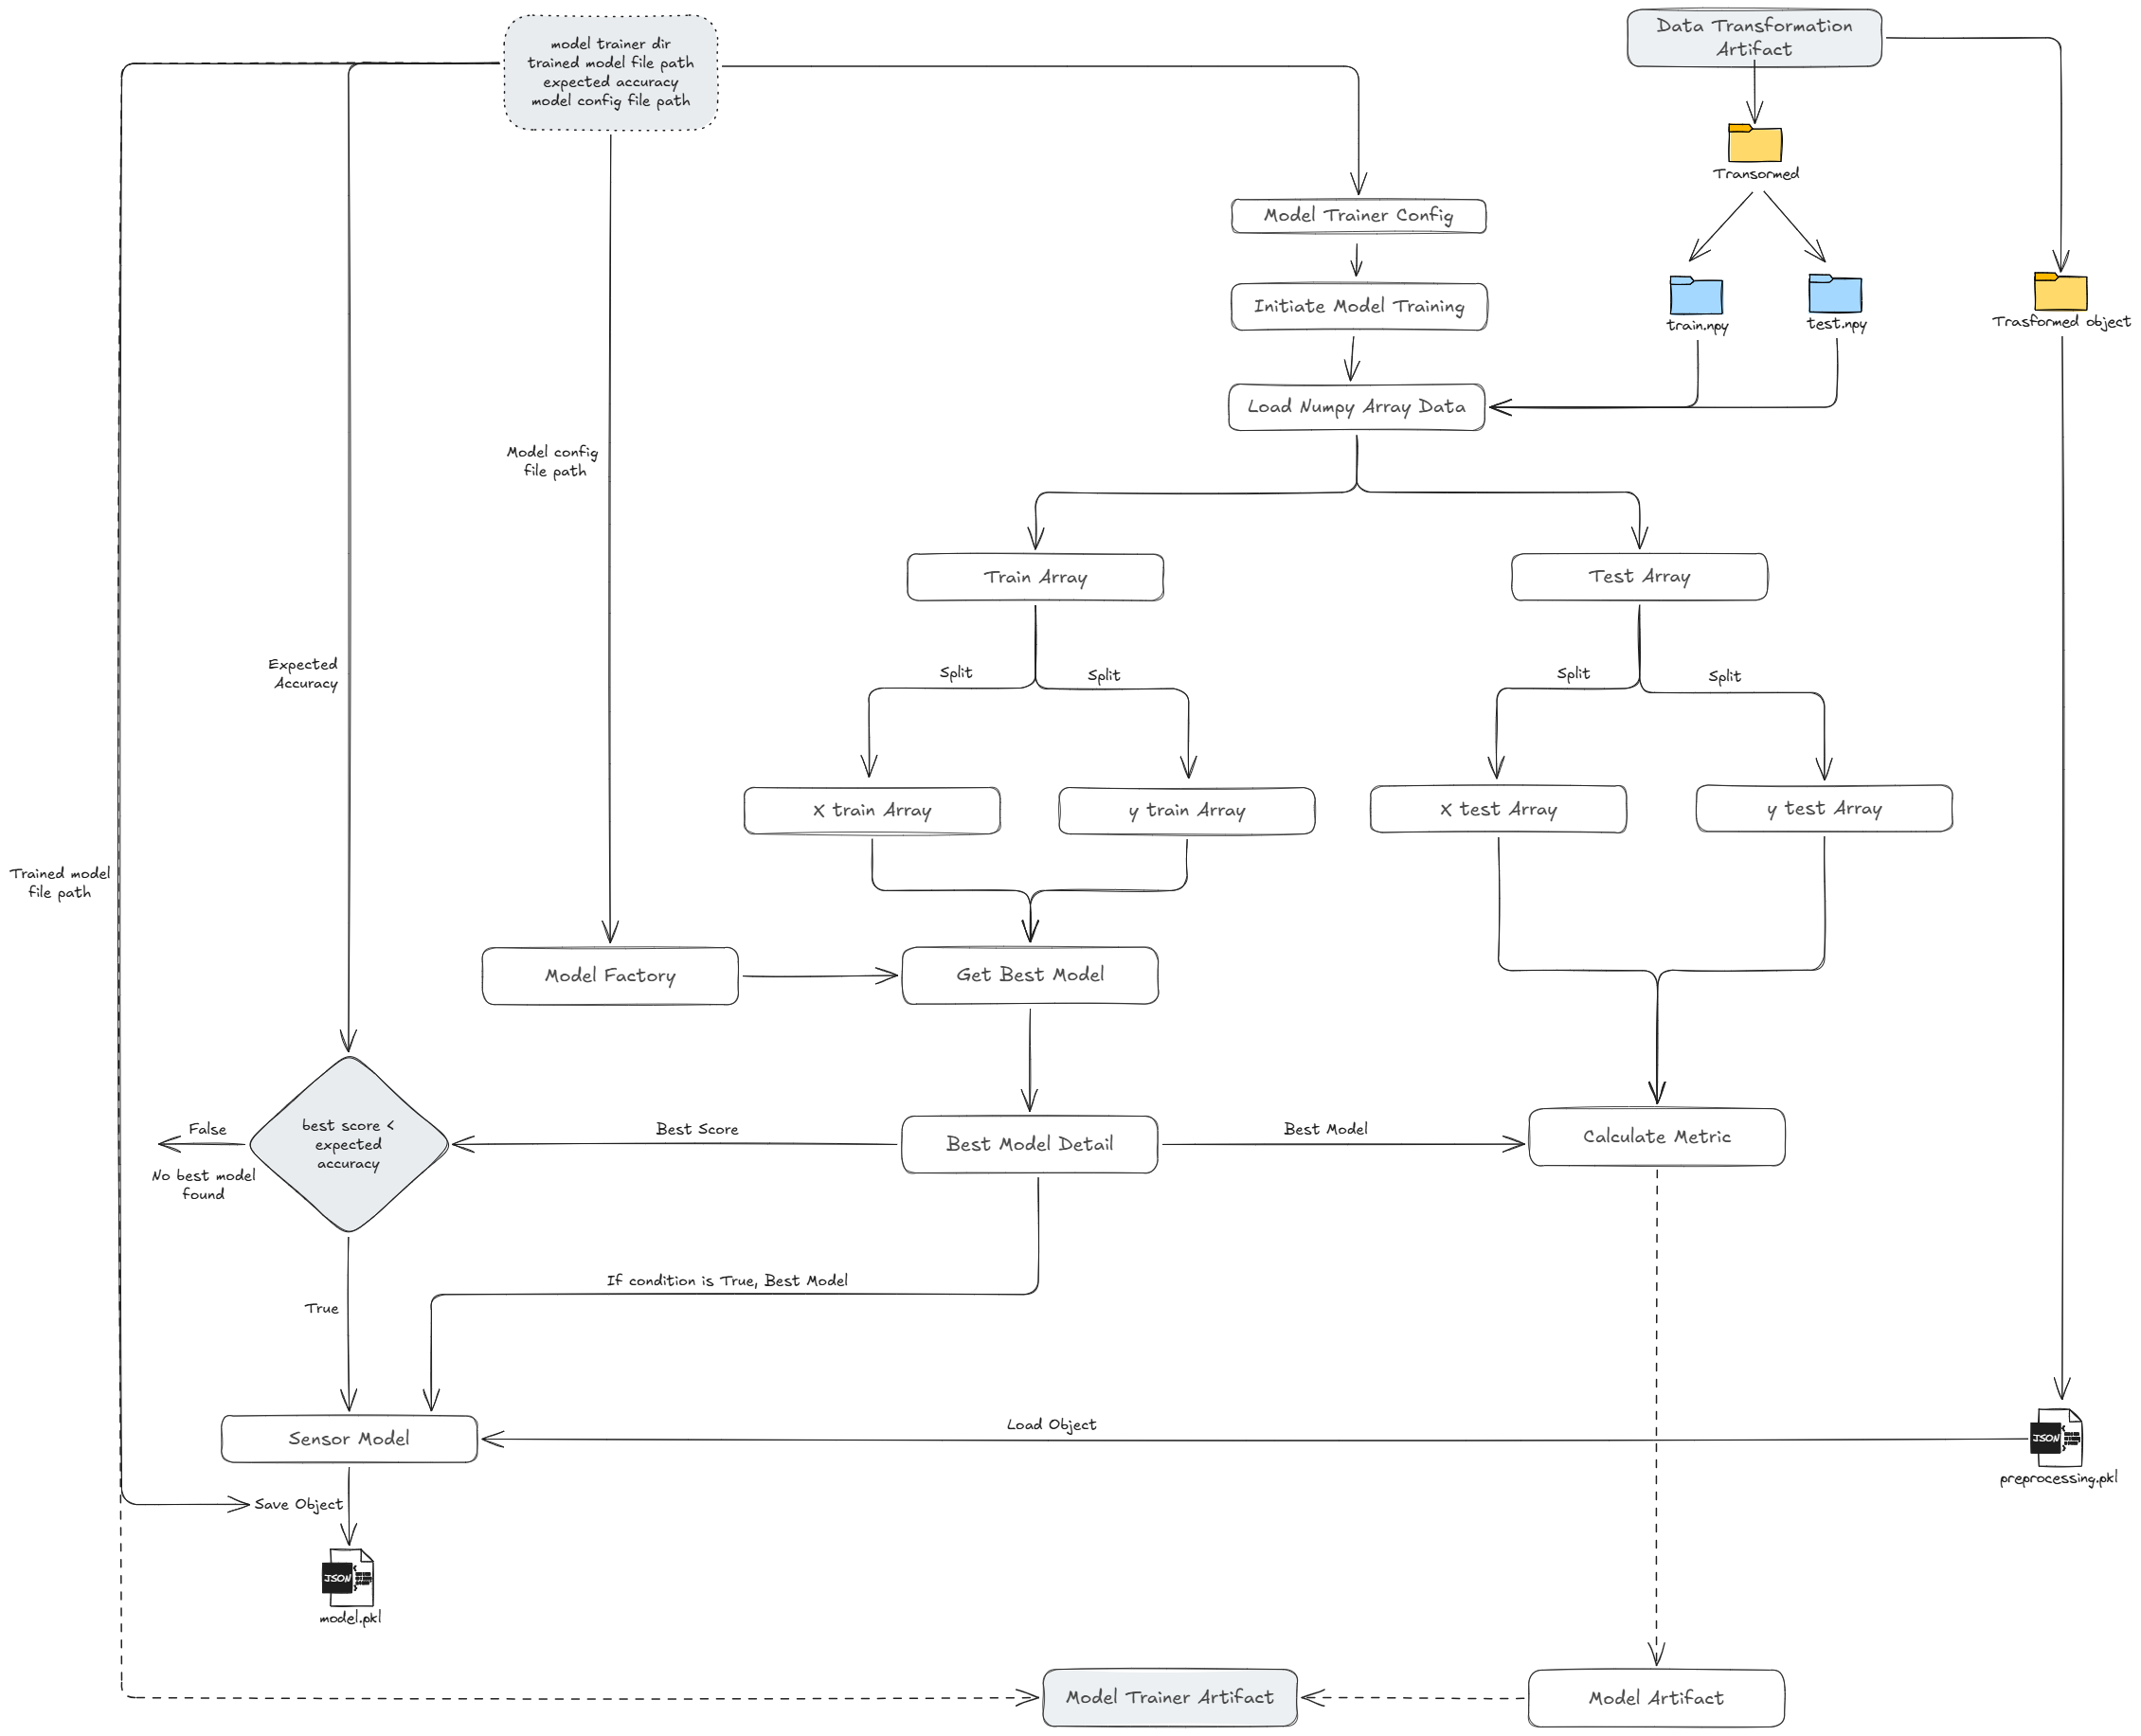 model trainer dir
trained model file path
expected accuracy
model config file path
Data Transformation
Artifact
Transormed
Model Trainer Config
Initiate Model Training
train.npy
test.npy
Trasformed object
Load Numpy Array Data
Model config
file path
Train Array
Test Array
Expected
Accuracy
Split
Split
Split
Split
X train Array
y train Array
X test Array
y test Array
Trained model
file path
Model Factory
Get Best Model
False
best score <
expected
accuracy
Best Score
Best Model Detail
Best Model
Calculate Metric
No best model
found
If condition is True, Best Model
True
Load Object
Sensor Model
JSON
preprocessing.pkl
Save Object
JSON
model.pkl
Model Trainer Artifact
Model Artifact